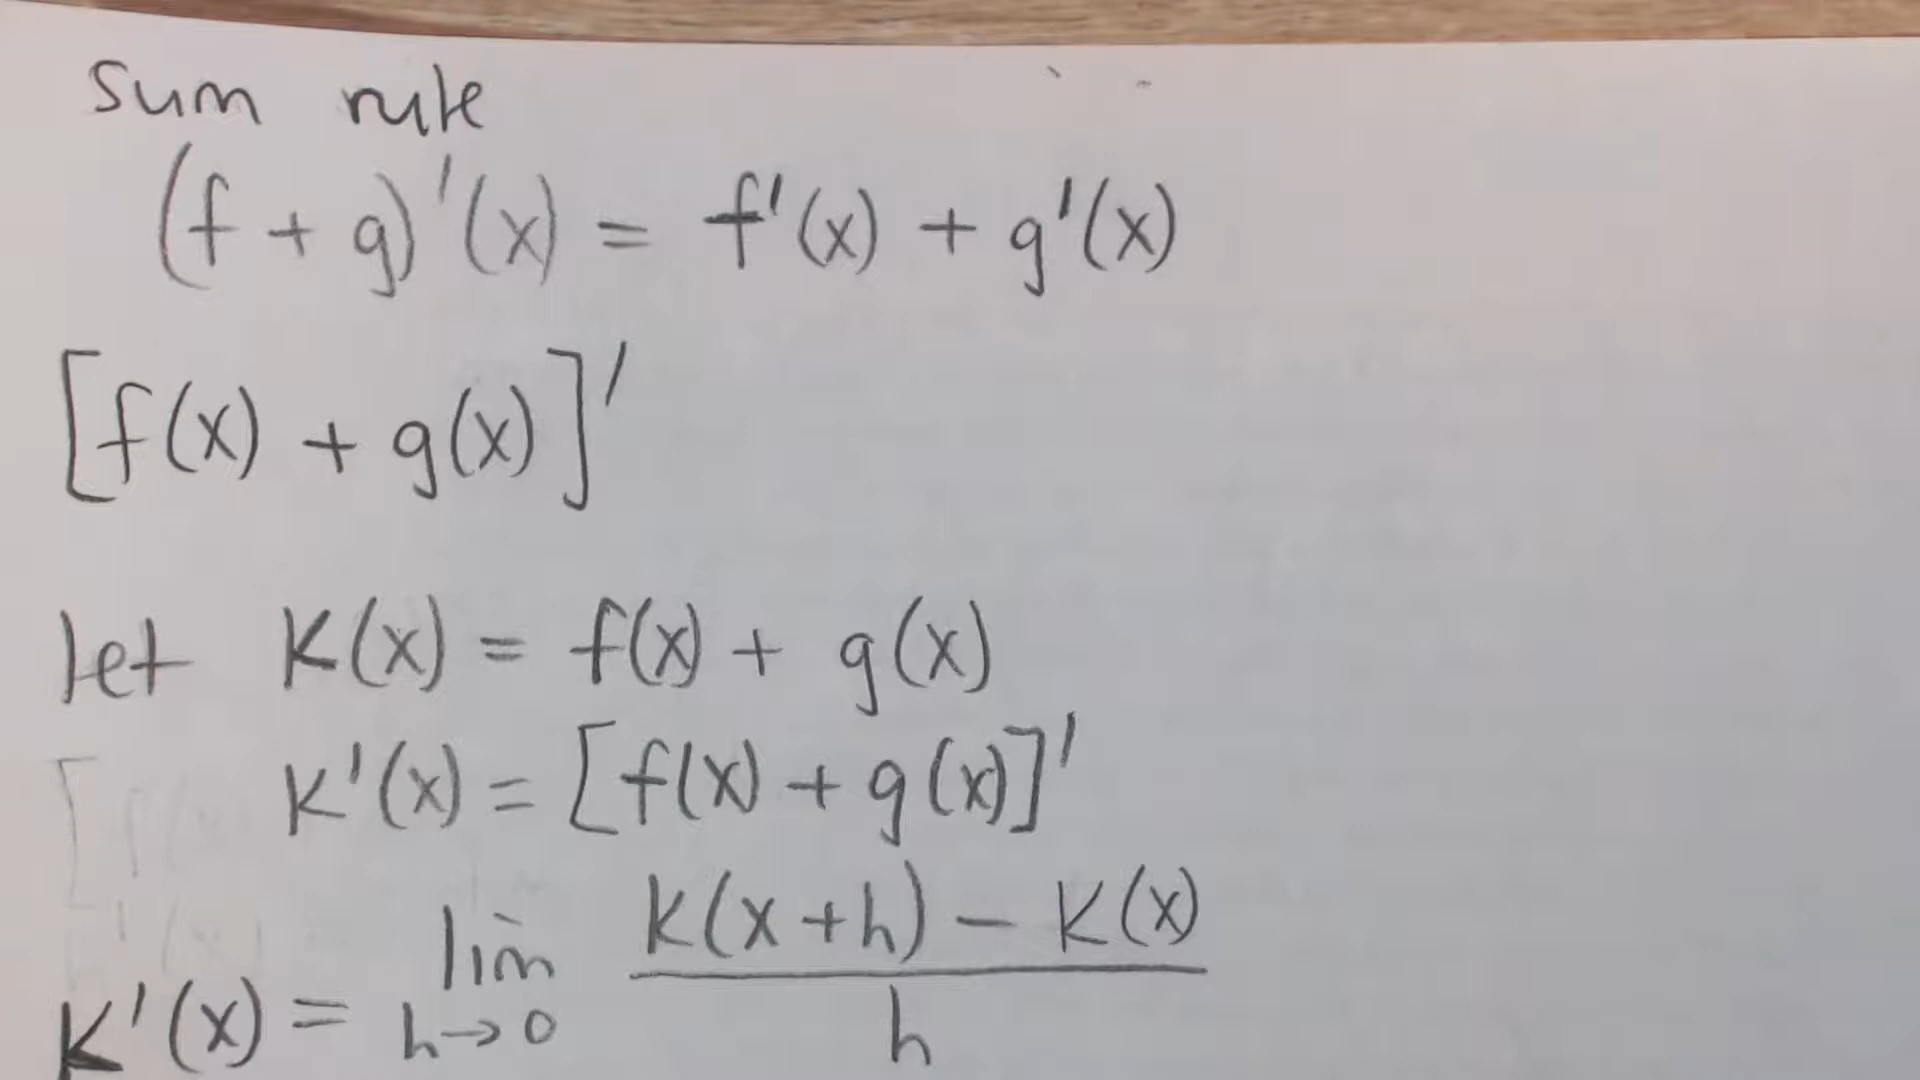 sum rule
(f + g)'(x) = f'(x) + g'(x)
[f(x) + g(x)]'
let K(x) = f(x) + g(x)
K'(x) = [f(x) + g(x)]'
K(x+h) - K(x)
K'(x) = lim
h→0 h